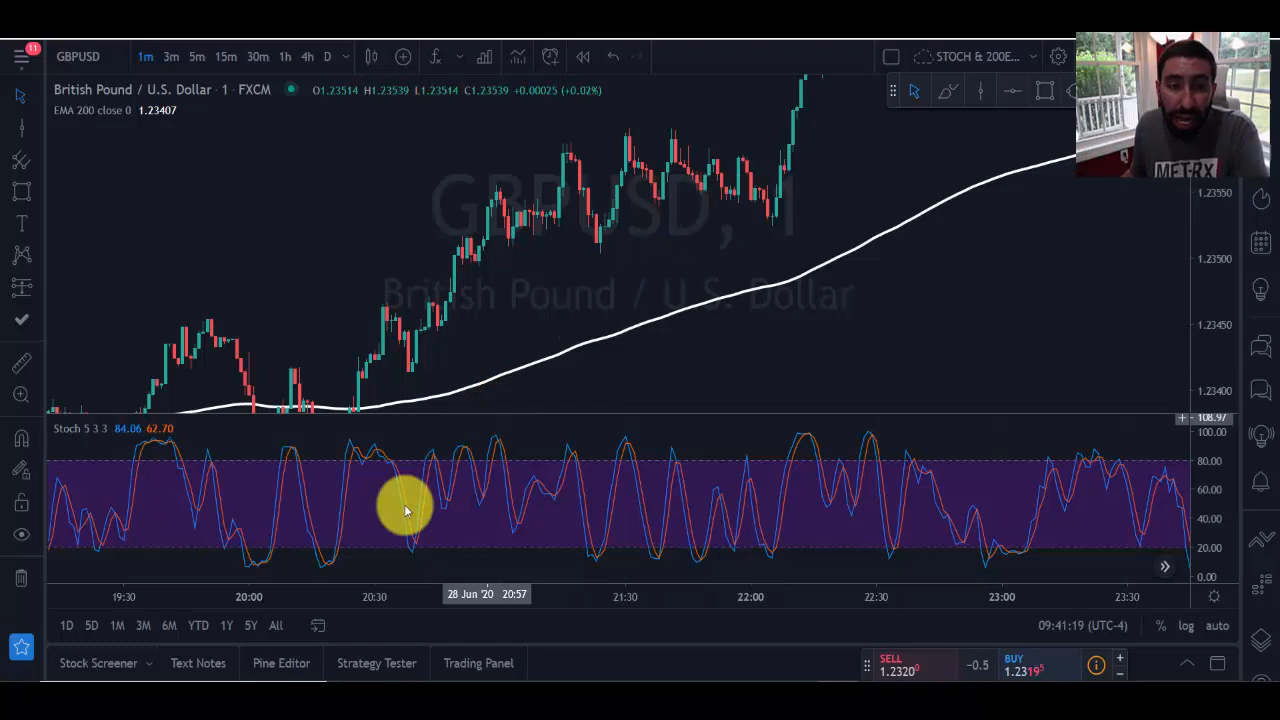 11
GBPUSD 1m 3m 5m 15m 30m 1h 4h D STOCH & 200E...
British Pound / U.S. Dollar · 1 · FXCM O1.23514 H1.23539 L1.23514 C1.23539 +0.00025 (+0.02%)
EMA 200 close 0 1.23407
METRX
GBPUSD, 1
British Pound / U.S. Dollar
1.23550
1.23500
1.23450
1.23400
108.97
Stoch 5 3 3 84.06 62.70
100.00
80.00
60.00
40.00
20.00
0.00
19:30 20:00 20:30 28 Jun '20 20:57 21:30 22:00 22:30 23:00 23:30
1D 5D 1M 3M 6M YTD 1Y 5Y All 09:41:19 (UTC-4) % log auto
Stock Screener Text Notes Pine Editor Strategy Tester Trading Panel
SELL 1.23200 −0.5 BUY 1.23195